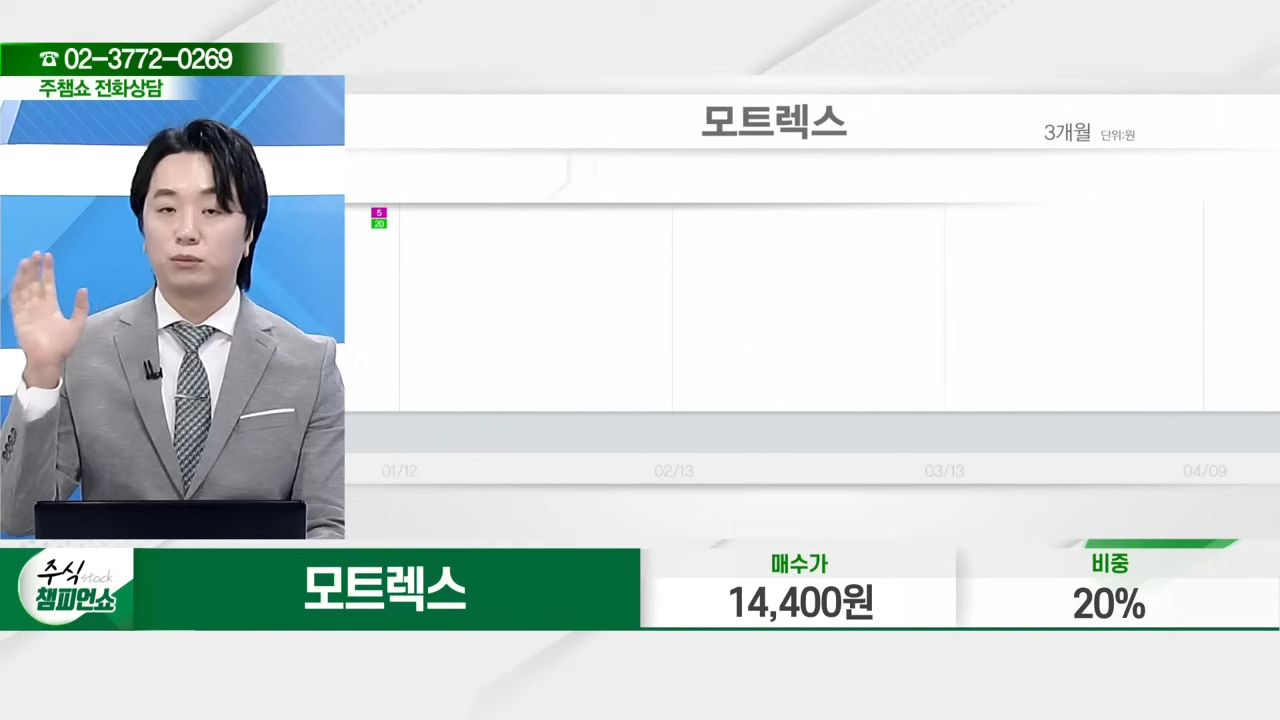 ☎ 02-3772-0269
주챔쇼 전화상담
모트렉스
3개월 단위:원
5
20
01/12 02/13 03/13 04/09
주식 stock
챔피언쇼
모트렉스
매수가
14,400원
비중
20%